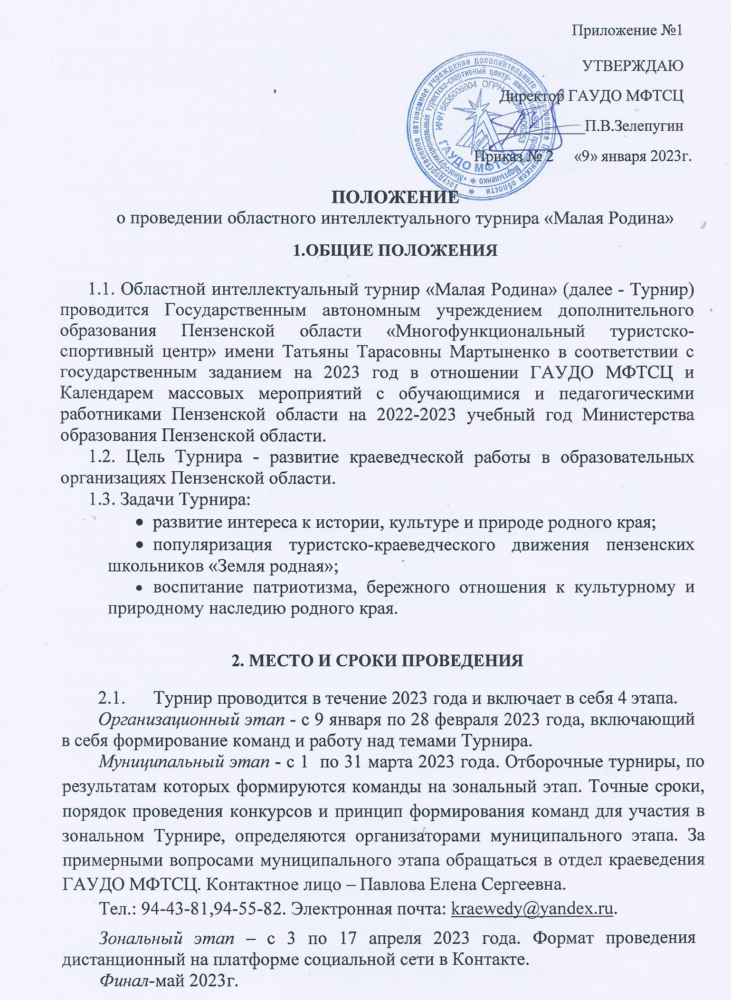 Приложение №1
УТВЕРЖДАЮ
Директор ГАУДО МФТСЦ
П.В.Зелепугин
Приказ № 2 «9» января 2023г.
Государственное автономное учреждение дополнительного образования Пензенской области
«Многофункциональный туристско-спортивный центр» имени Татьяны Тарасовны Мартыненко
ИНН 5835006604 ОГРН
ГАУДО МФТСЦ
ПОЛОЖЕНИЕ
о проведении областного интеллектуального турнира «Малая Родина»
1.ОБЩИЕ ПОЛОЖЕНИЯ
1.1. Областной интеллектуальный турнир «Малая Родина» (далее - Турнир)
проводится Государственным автономным учреждением дополнительного
образования Пензенской области «Многофункциональный туристско-
спортивный центр» имени Татьяны Тарасовны Мартыненко в соответствии с
государственным заданием на 2023 год в отношении ГАУДО МФТСЦ и
Календарем массовых мероприятий с обучающимися и педагогическими
работниками Пензенской области на 2022-2023 учебный год Министерства
образования Пензенской области.
1.2. Цель Турнира - развитие краеведческой работы в образовательных
организациях Пензенской области.
1.3. Задачи Турнира:
• развитие интереса к истории, культуре и природе родного края;
• популяризация туристско-краеведческого движения пензенских
школьников «Земля родная»;
• воспитание патриотизма, бережного отношения к культурному и
природному наследию родного края.
2. МЕСТО И СРОКИ ПРОВЕДЕНИЯ
2.1. Турнир проводится в течение 2023 года и включает в себя 4 этапа.
Организационный этап - с 9 января по 28 февраля 2023 года, включающий
в себя формирование команд и работу над темами Турнира.
Муниципальный этап - с 1 по 31 марта 2023 года. Отборочные турниры, по
результатам которых формируются команды на зональный этап. Точные сроки,
порядок проведения конкурсов и принцип формирования команд для участия в
зональном Турнире, определяются организаторами муниципального этапа. За
примерными вопросами муниципального этапа обращаться в отдел краеведения
ГАУДО МФТСЦ. Контактное лицо – Павлова Елена Сергеевна.
Тел.: 94-43-81,94-55-82. Электронная почта: kraewedy@yandex.ru.
Зональный этап – с 3 по 17 апреля 2023 года. Формат проведения
дистанционный на платформе социальной сети в Контакте.
Финал-май 2023г.